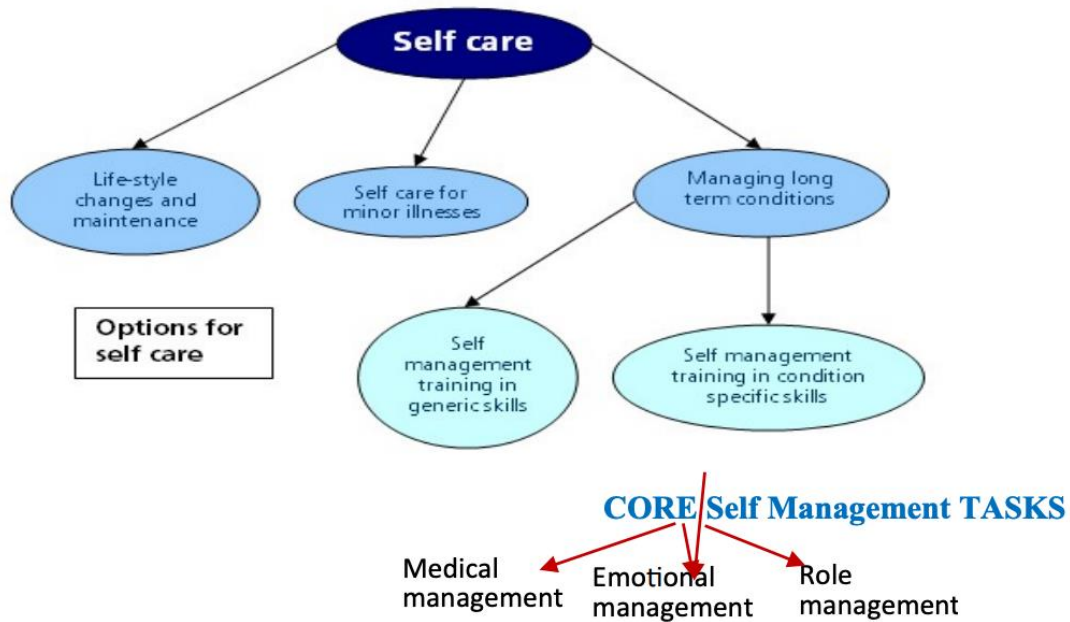 Self care
Life-style
changes and
maintenance
Self care for
minor illnesses
Managing long
term conditions
Options for
self care
Self
management
training in
generic skills
Self management
training in condition
specific skills
CORE Self Management TASKS
Medical
management
Emotional
management
Role
management